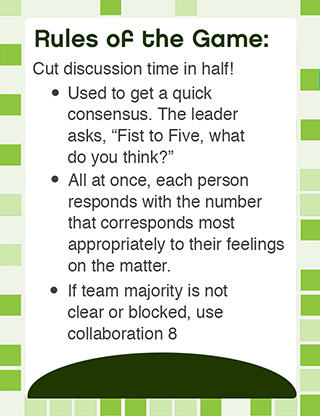 Rules of the Game:
Cut discussion time in half!
• Used to get a quick
consensus. The leader
asks, “Fist to Five, what
do you think?”
• All at once, each person
responds with the number
that corresponds most
appropriately to their feelings
on the matter.
• If team majority is not
clear or blocked, use
collaboration 8